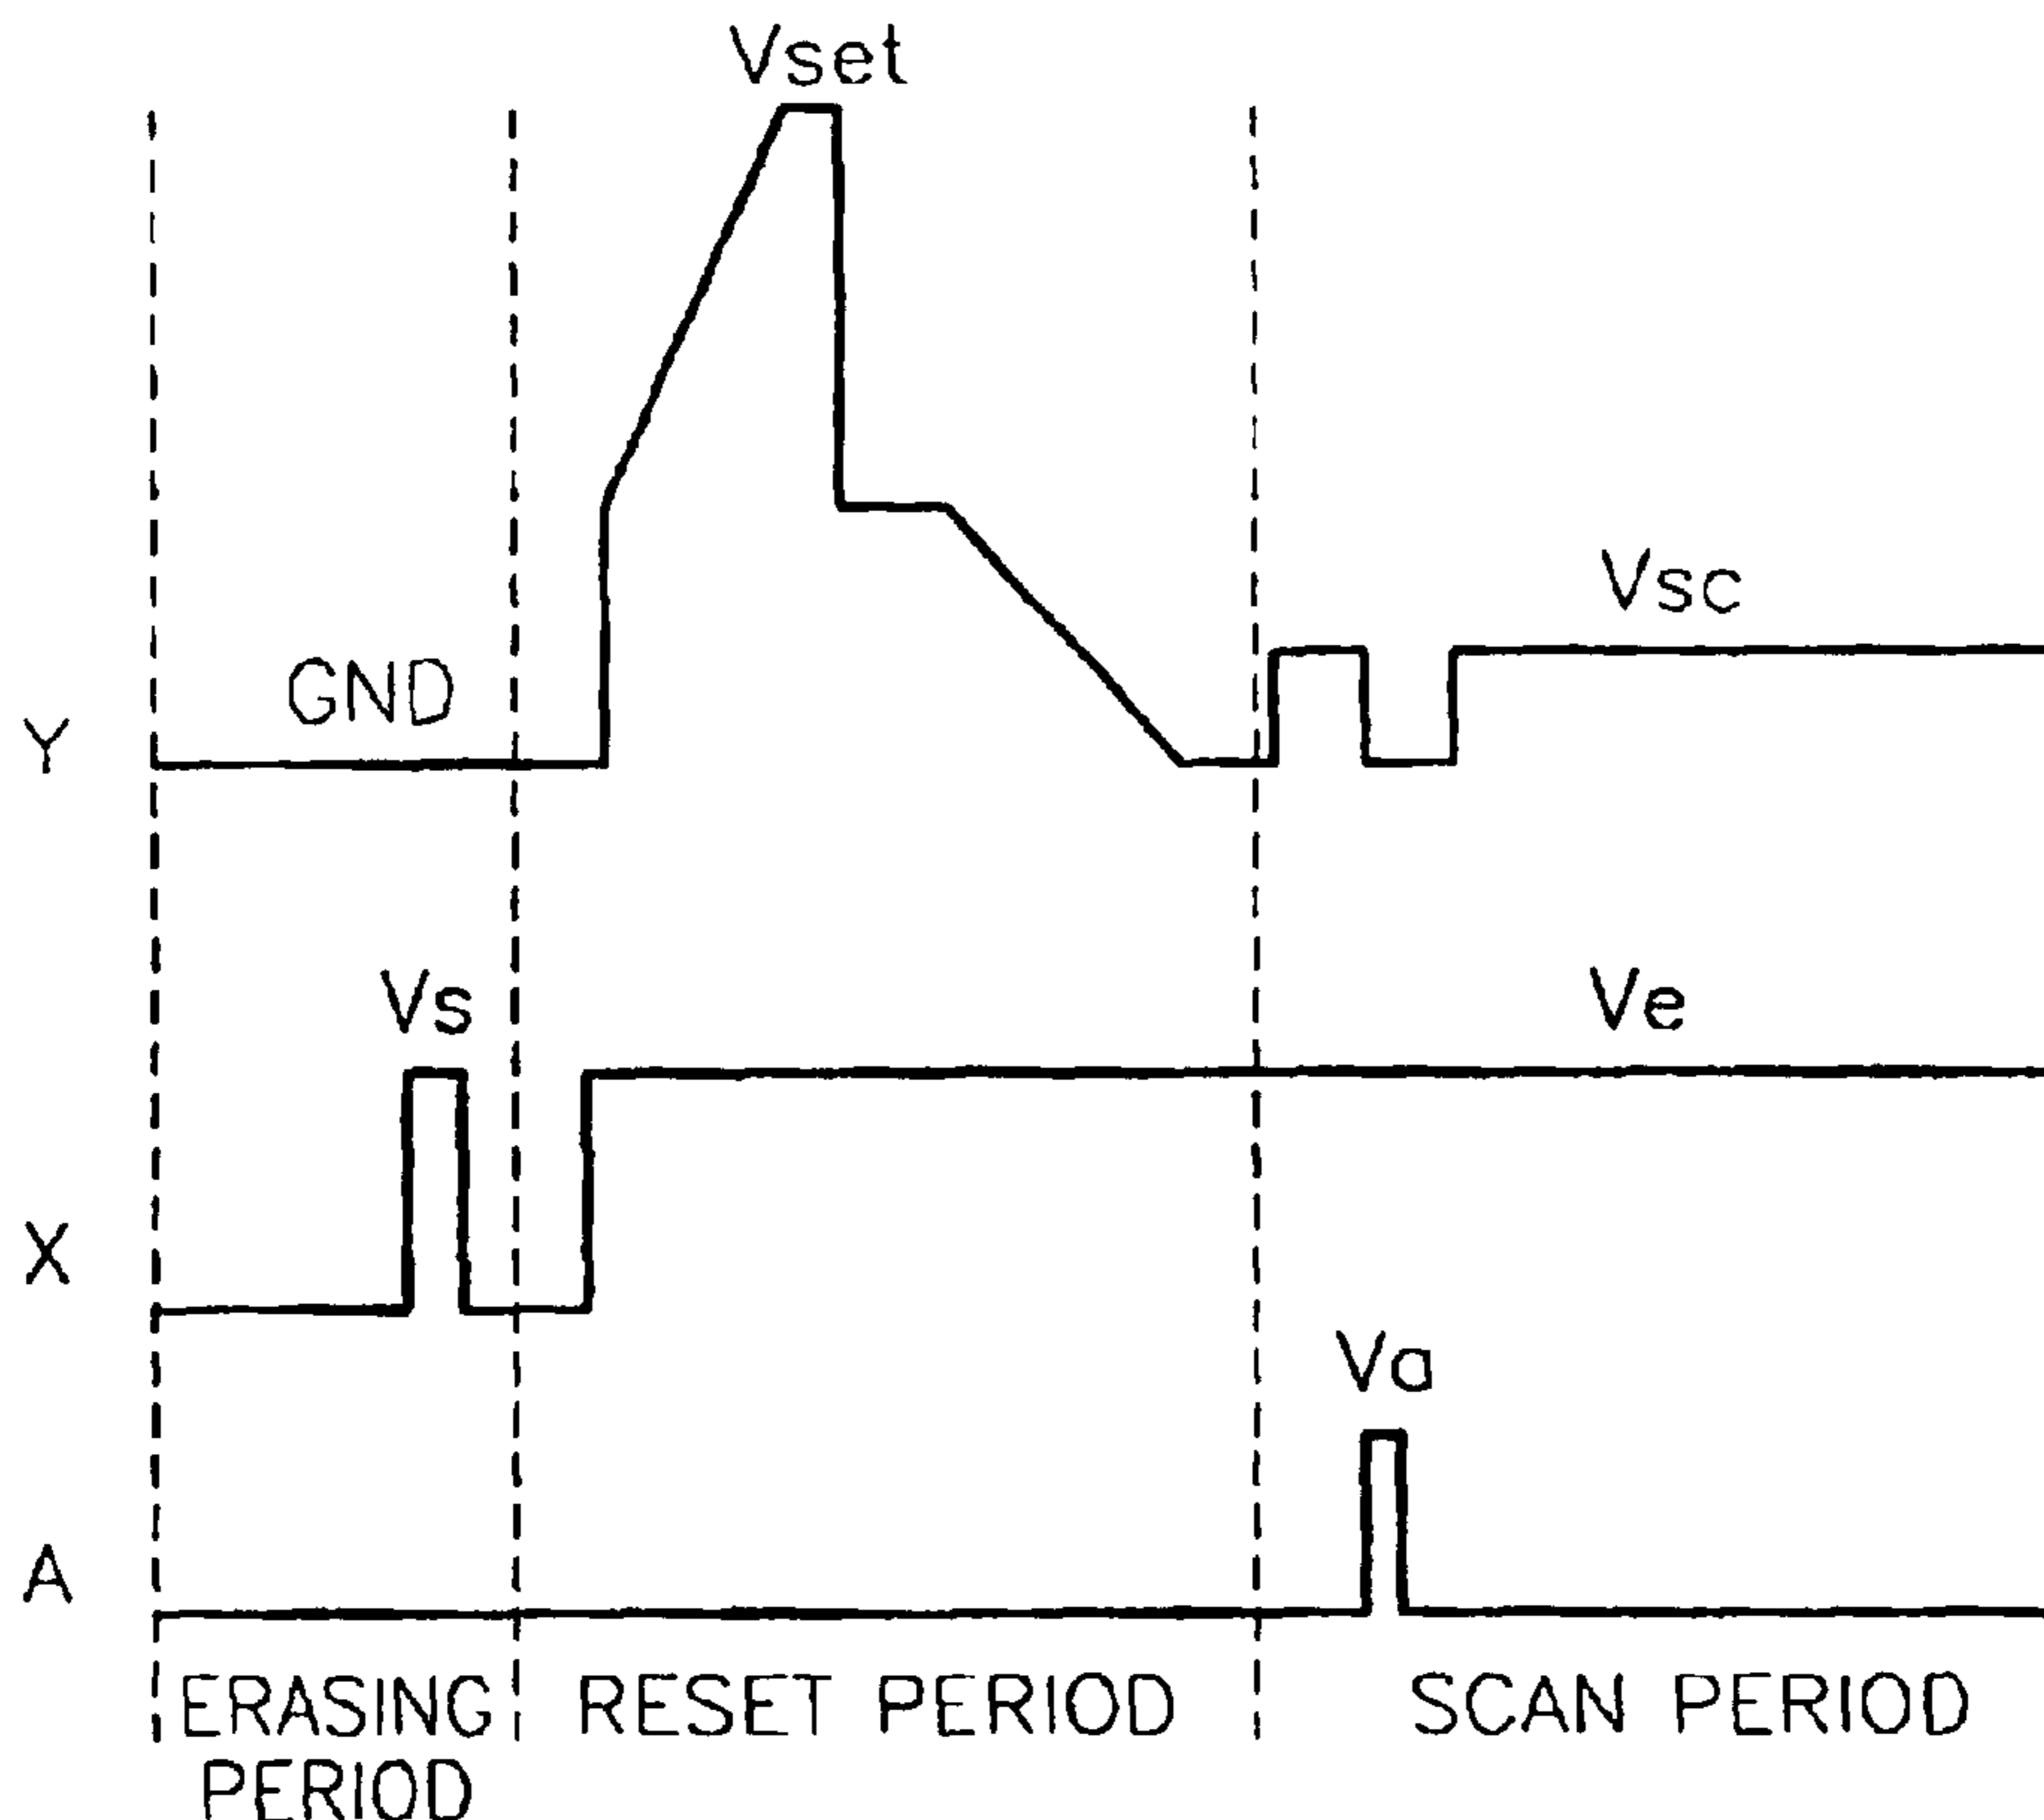 Vset
Vsc
GND
Y
Vs
Ve
X
Va
A
ERASING PERIOD
RESET PERIOD
SCAN PERIOD